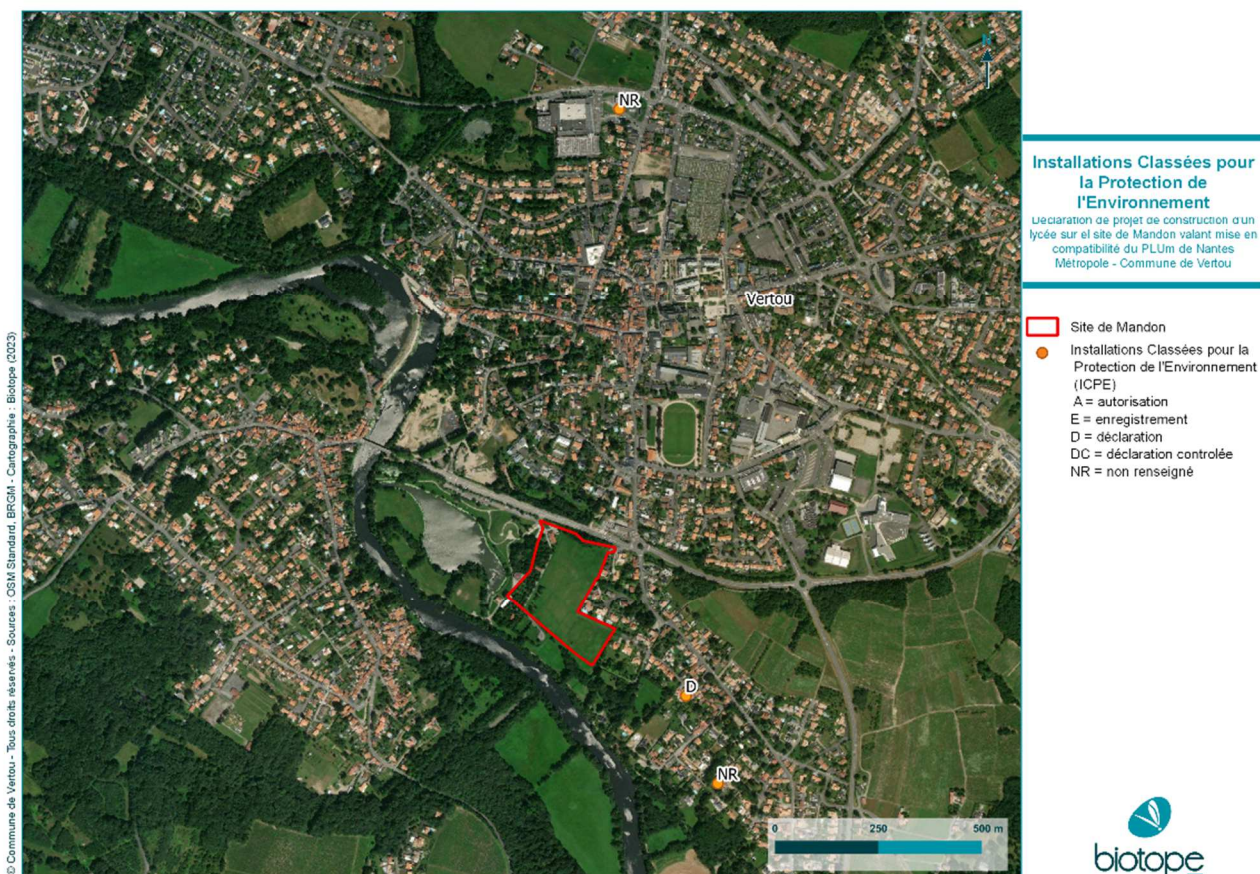 N
NR
Vertou
D
NR
0 250 500 m
Installations Classées pour
la Protection de
l'Environnement
Déclaration de projet de construction d'un
lycée sur el site de Mandon valant mise en
compatibilité du PLUm de Nantes
Métropole - Commune de Vertou
Site de Mandon
Installations Classées pour la
Protection de l'Environnement
(ICPE)
A = autorisation
E = enregistrement
D = déclaration
DC = déclaration controlée
NR = non renseigné
biotope
© Commune de Vertou - Tous droits réservés - Sources : OSM Standard, BRGM - Cartographie : Biotope (2023)